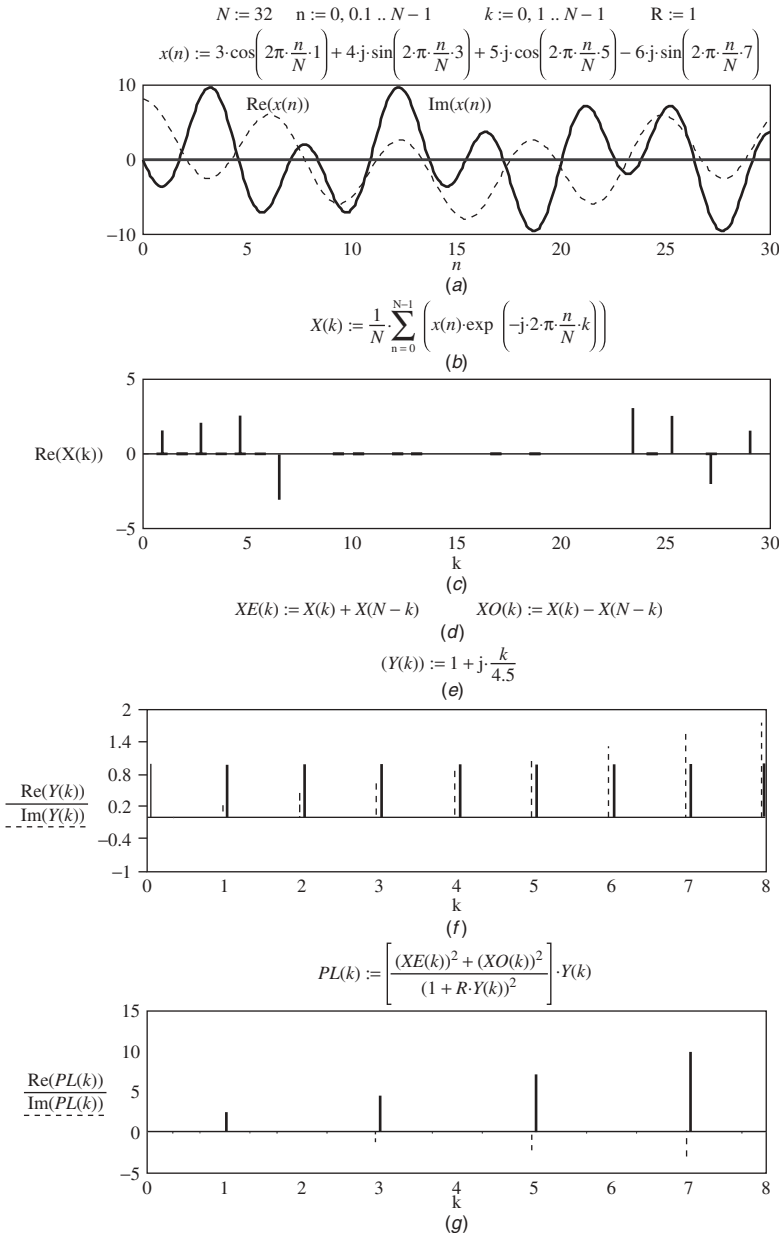 N := 32 n := 0, 0.1 .. N − 1 k := 0, 1 .. N − 1 R := 1
x(n) := 3·cos(2π·n/N·1) + 4·j·sin(2·π·n/N·3) + 5·j·cos(2·π·n/N·5) − 6·j·sin(2·π·n/N·7)
10
Re(x(n)) Im(x(n))
0
−10
0 5 10 15 20 25 30
n
(a)
X(k) := 1/N·∑ n = 0 N−1 (x(n)·exp (−j·2·π·n/N·k))
(b)
5
Re(X(k)) 0
−5
0 5 10 15 20 25 30
k
(c)
XE(k) := X(k) + X(N − k) XO(k) := X(k) − X(N − k)
(d)
(Y(k)) := 1 + j·k/4.5
(e)
2
1.4
0.8
Re(Y(k))
0.2
Im(Y(k))
−0.4
−1
0 1 2 3 4 5 6 7 8
k
(f)
PL(k) := [(XE(k))² + (XO(k))² / (1 + R·Y(k))²]·Y(k)
15
10
Re(PL(k)) 5
Im(PL(k))
0
−5
0 1 2 3 4 5 6 7 8
k
(g)